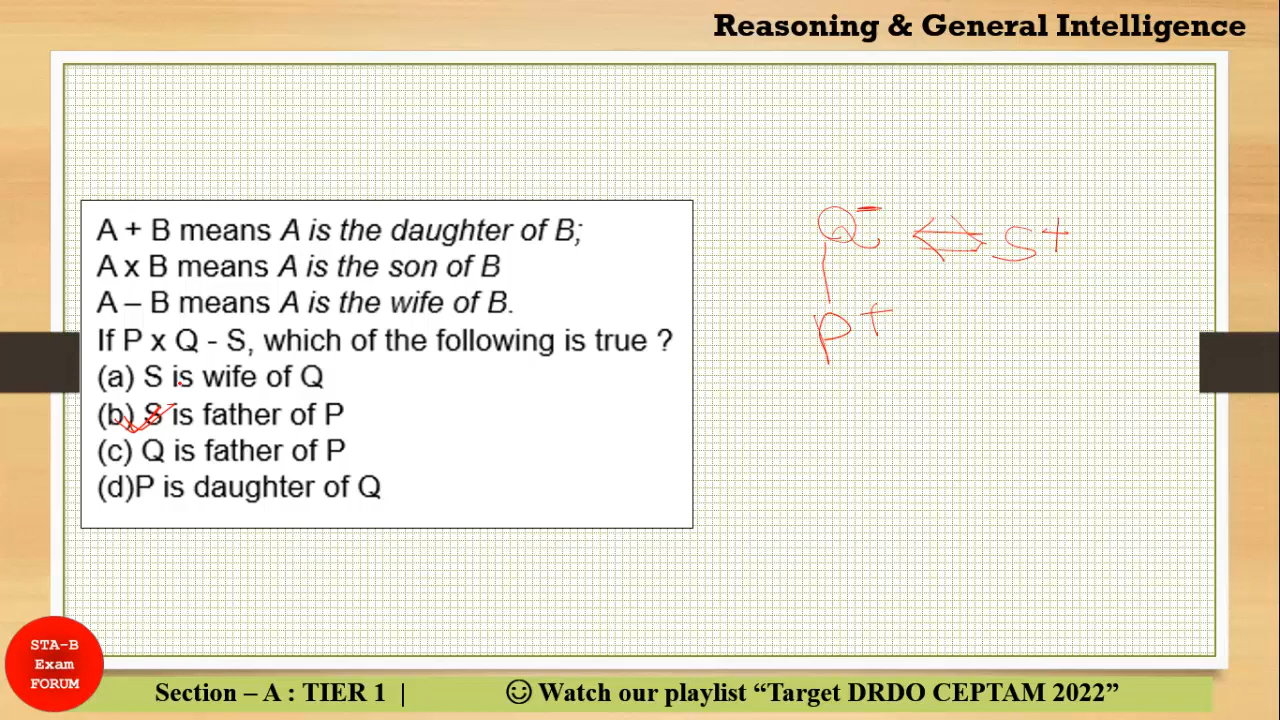 Reasoning & General Intelligence
A + B means A is the daughter of B;
A x B means A is the son of B
A – B means A is the wife of B.
If P x Q - S, which of the following is true ?
(a) S is wife of Q
(b) S is father of P
(c) Q is father of P
(d)P is daughter of Q
Q− ⇔ S+
P+
STA-B
Exam
FORUM
Section – A : TIER 1 | ☺ Watch our playlist “Target DRDO CEPTAM 2022”